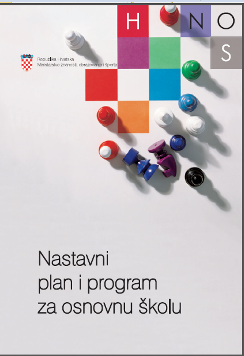 H N O
S
Republika Hrvatska
Ministarstvo znanosti, obrazovanja i športa
Nastavni
plan i program
za osnovnu školu